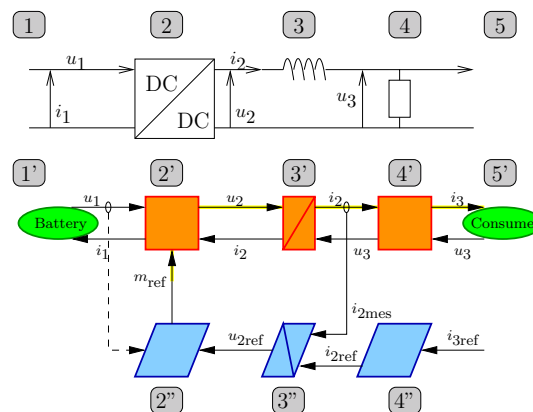 1 2 3 4 5
u1 i2
DC
u3
i1 DC u2
1' 2' 3' 4' 5'
u1 u2 i2 i3
Battery Consume
i1 i2 u3 u3
mref
i2mes
u2ref i2ref i3ref
2" 3" 4"